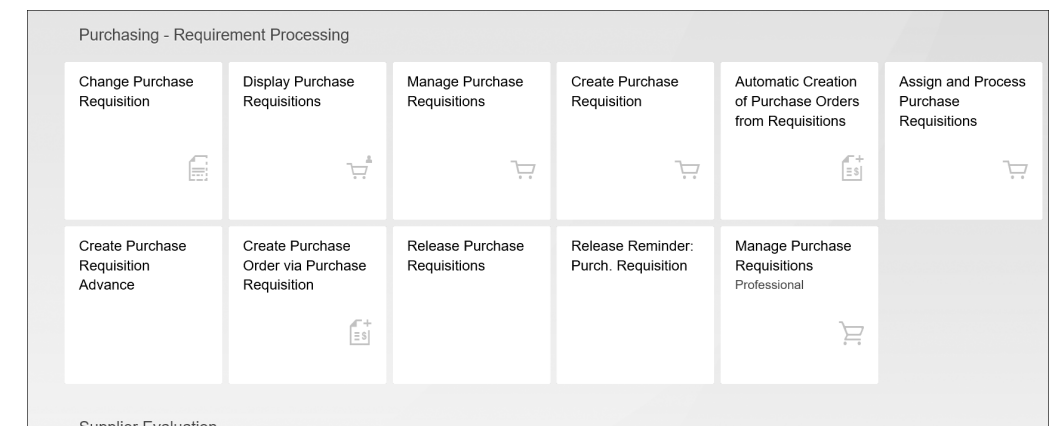 Purchasing - Requirement Processing
Change Purchase
Requisition
Display Purchase
Requisitions
Manage Purchase
Requisitions
Create Purchase
Requisition
Automatic Creation
of Purchase Orders
from Requisitions
Assign and Process
Purchase
Requisitions
Create Purchase
Requisition
Advance
Create Purchase
Order via Purchase
Requisition
Release Purchase
Requisitions
Release Reminder:
Purch. Requisition
Manage Purchase
Requisitions
Professional
Supplier Evaluation